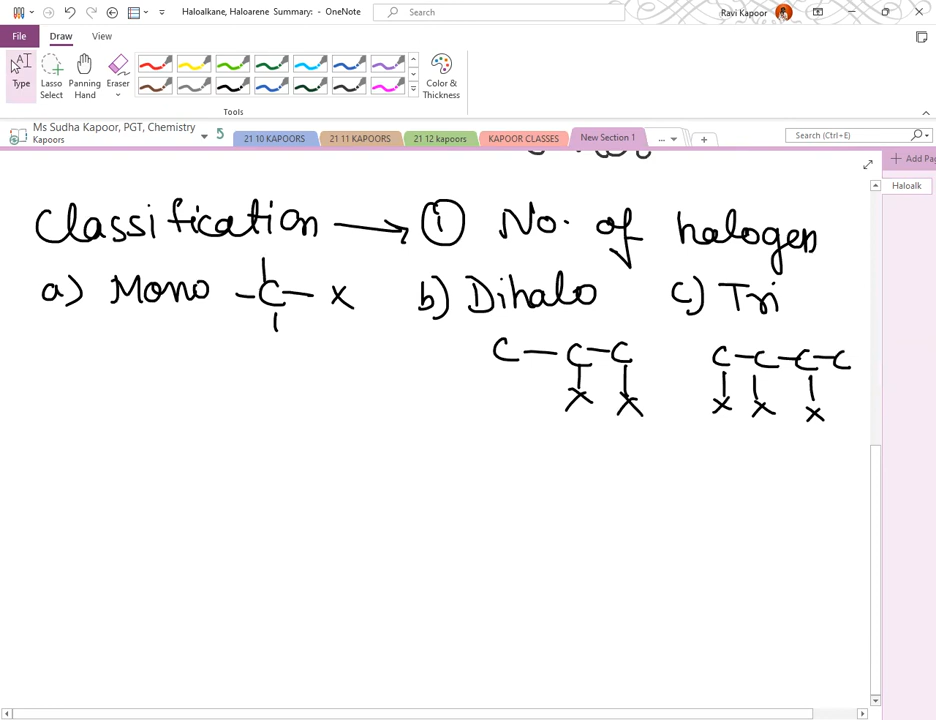 Haloalkane, Haloarene Summary: - OneNote
Search
Ravi Kapoor
File Draw View
Type
Lasso Select
Panning Hand
Eraser
Color & Thickness
Tools
Ms Sudha Kapoor, PGT, Chemistry
Kapoors
21 10 KAPOORS
21 11 KAPOORS
21 12 kapoors
KAPOOR CLASSES
New Section 1
...
Search (Ctrl+E)
Add Pag
Haloalk
Classification → ① No. of halogen
a) Mono -C- X b) Dihalo c) Tri
C - C - C C - C - C - C
X X X X X